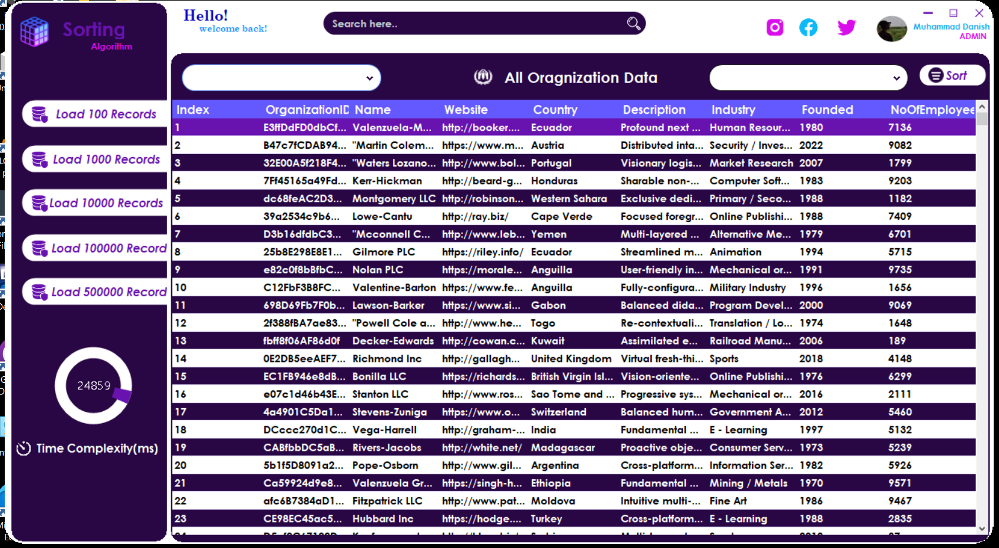 Sorting
Algorithm
Hello!
welcome back!
Search here..
Muhammad Danish
ADMIN
Load 100 Records
Load 1000 Records
Load 10000 Records
Load 100000 Record
Load 500000 Record
24859
Time Complexity(ms)
All Oragnization Data
Sort
Index OrganizationID Name Website Country Description Industry Founded NoOfEmployee
1 E3ffDdFD0dbCf... Valenzuela-M... http://booker.... Ecuador Profound next ... Human Resour... 1980 7136
2 B47c7fCDAB94... "Martin Colem... https://www.m... Austria Distributed inta... Security / Inves... 2022 9082
3 32E00A5f218F4... "Waters Lozano... http://www.bol... Portugal Visionary logis... Market Research 2007 1799
4 7Ff45165a49Fd... Kerr-Hickman http://beard-g... Honduras Sharable non-... Computer Soft... 1983 9203
5 dc68feAC2D3... Montgomery LLC http://robinson... Western Sahara Exclusive dedi... Primary / Seco... 1988 1182
6 39a2534c9b6... Lowe-Cantu http://ray.biz/ Cape Verde Focused foregr... Online Publishi... 1988 7409
7 D3b16dfdbC3... "Mcconnell C... https://www.leb... Yemen Multi-layered ... Alternative Me... 1979 6701
8 25b8E298E8E1... Gilmore PLC https://riley.info/ Ecuador Streamlined m... Animation 1994 5715
9 e82c0f8bBfbC... Nolan PLC https://morale... Anguilla User-friendly in... Mechanical or... 1991 9735
10 C12FbF3B8FC... Valentine-Barton https://www.fe... Anguilla Fully-configura... Military Industry 1996 1656
11 698D69Fb7F0b... Lawson-Barker https://www.si... Gabon Balanced dida... Program Devel... 2000 9069
12 2f388fBA7ae83... "Powell Cole a... http://www.he... Togo Re-contextuali... Translation / Lo... 1974 1648
13 fbff8f06AF86d0f Decker-Edwards http://cowan.c... Kuwait Assimilated e... Railroad Manu... 2006 189
14 0E2DB5eeAEF7... Richmond Inc http://gallagh... United Kingdom Virtual fresh-thi... Sports 2018 4148
15 EC1FB946e8dB... Bonilla LLC https://richards... British Virgin Isl... Vision-oriente... Online Publishi... 1976 6299
16 e07c1d46b43E... Stanton LLC http://www.ros... Sao Tome and ... Progressive sys... Mechanical or... 2016 2111
17 4a4901C5Da1... Stevens-Zuniga https://www.o... Switzerland Balanced hum... Government A... 2012 5460
18 DCccc270d1C... Vega-Harrell http://graham-... India Fundamental ... E - Learning 1997 5132
19 CABfbbDC5aB... Rivers-Jacobs http://white.net/ Madagascar Proactive obje... Consumer Serv... 1973 5239
20 5b1f5D8091a2... Pope-Osborn http://www.gil... Argentina Cross-platform... Information Ser... 1982 5926
21 Ca59924d9e8... Valenzuela Gr... https://singh-h... Ethiopia Fundamental ... Mining / Metals 1970 9571
22 afc6B7384aD1... Fitzpatrick LLC http://www.pat... Moldova Intuitive multi-... Fine Art 1986 9467
23 CE98EC45ac5... Hubbard Inc https://hodge.... Turkey Cross-platform... E - Learning 1988 2835